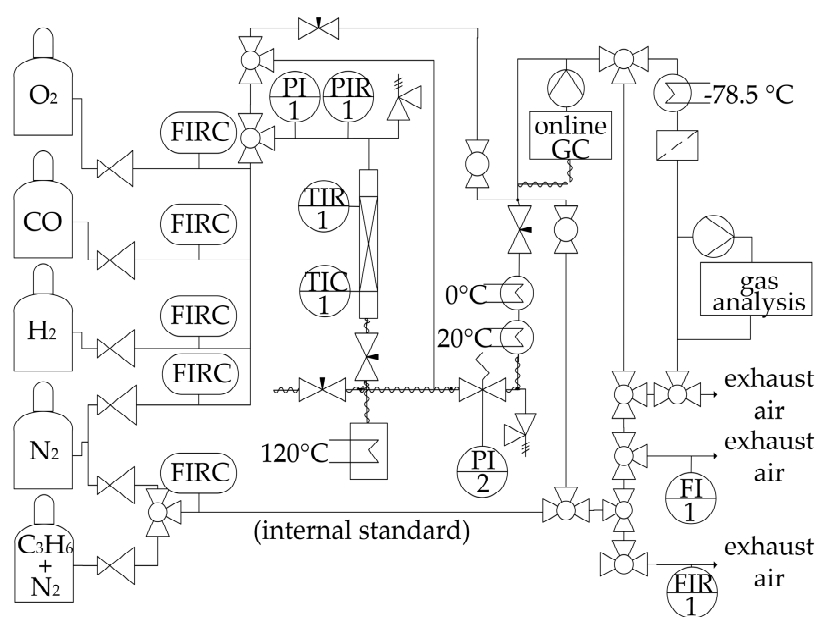 O2
CO
H2
N2
C3H6
+
N2
FIRC
FIRC
FIRC
FIRC
FIRC
PI
1
PIR
1
TIR
1
TIC
1
120°C
(internal standard)
PI
2
0°C
20°C
online
GC
-78.5 °C
gas
analysis
exhaust
air
exhaust
air
FI
1
exhaust
air
FIR
1